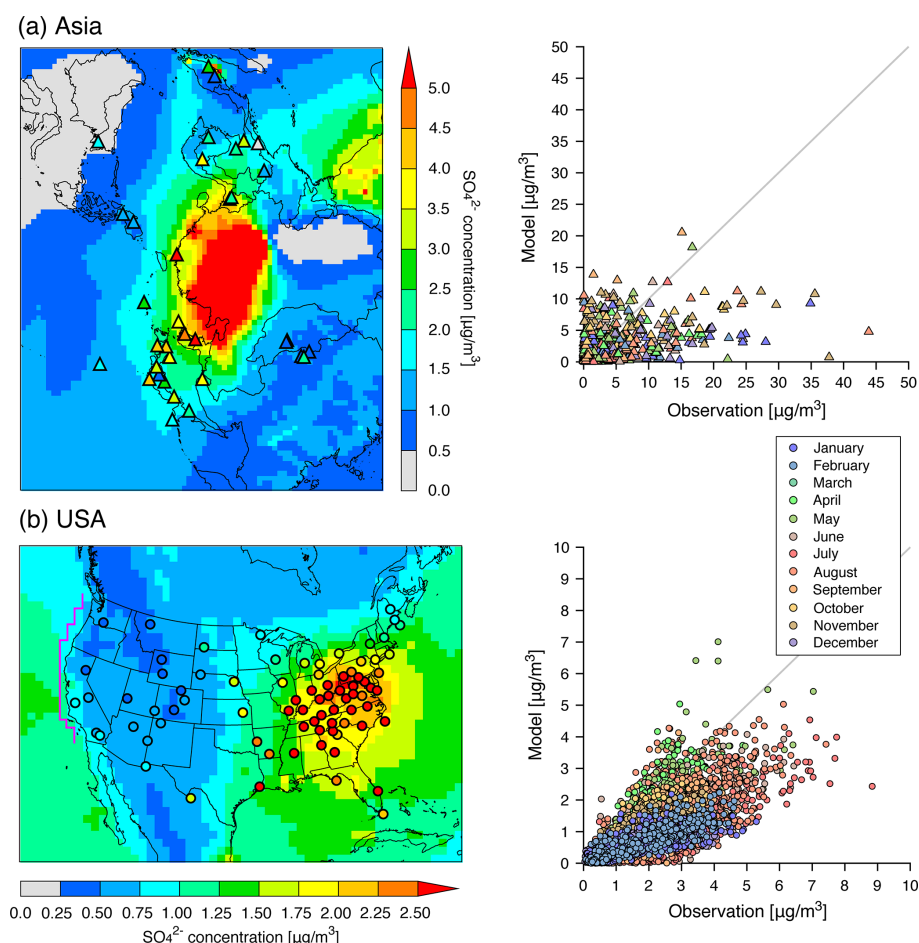 (a) Asia
5.0
4.5
4.0
3.5
3.0
2.5
2.0
1.5
1.0
0.5
0.0
SO₄²⁻ concentration [µg/m³]
50
45
40
35
30
25
20
15
10
5
0
Model [µg/m³]
0 5 10 15 20 25 30 35 40 45 50
Observation [µg/m³]
January
February
March
April
May
June
July
August
September
October
November
December
(b) USA
0.0 0.25 0.50 0.75 1.00 1.25 1.50 1.75 2.00 2.25 2.50
SO₄²⁻ concentration [µg/m³]
10
9
8
7
6
5
4
3
2
1
0
Model [µg/m³]
0 1 2 3 4 5 6 7 8 9 10
Observation [µg/m³]